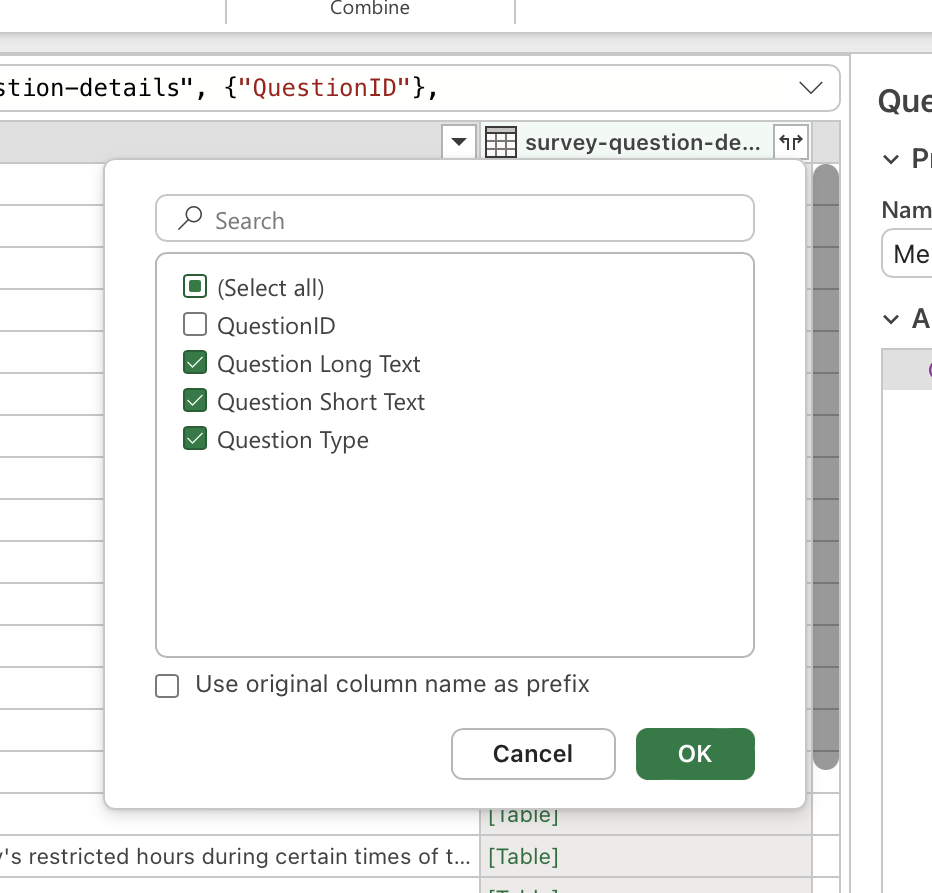 Combine
stion-details", {"QuestionID"},
survey-question-de...
Search
(Select all)
QuestionID
Question Long Text
Question Short Text
Question Type
Use original column name as prefix
Cancel
OK
[Table]
y's restricted hours during certain times of t...
[Table]
[Table]
Que
Pr
Nam
Me
A